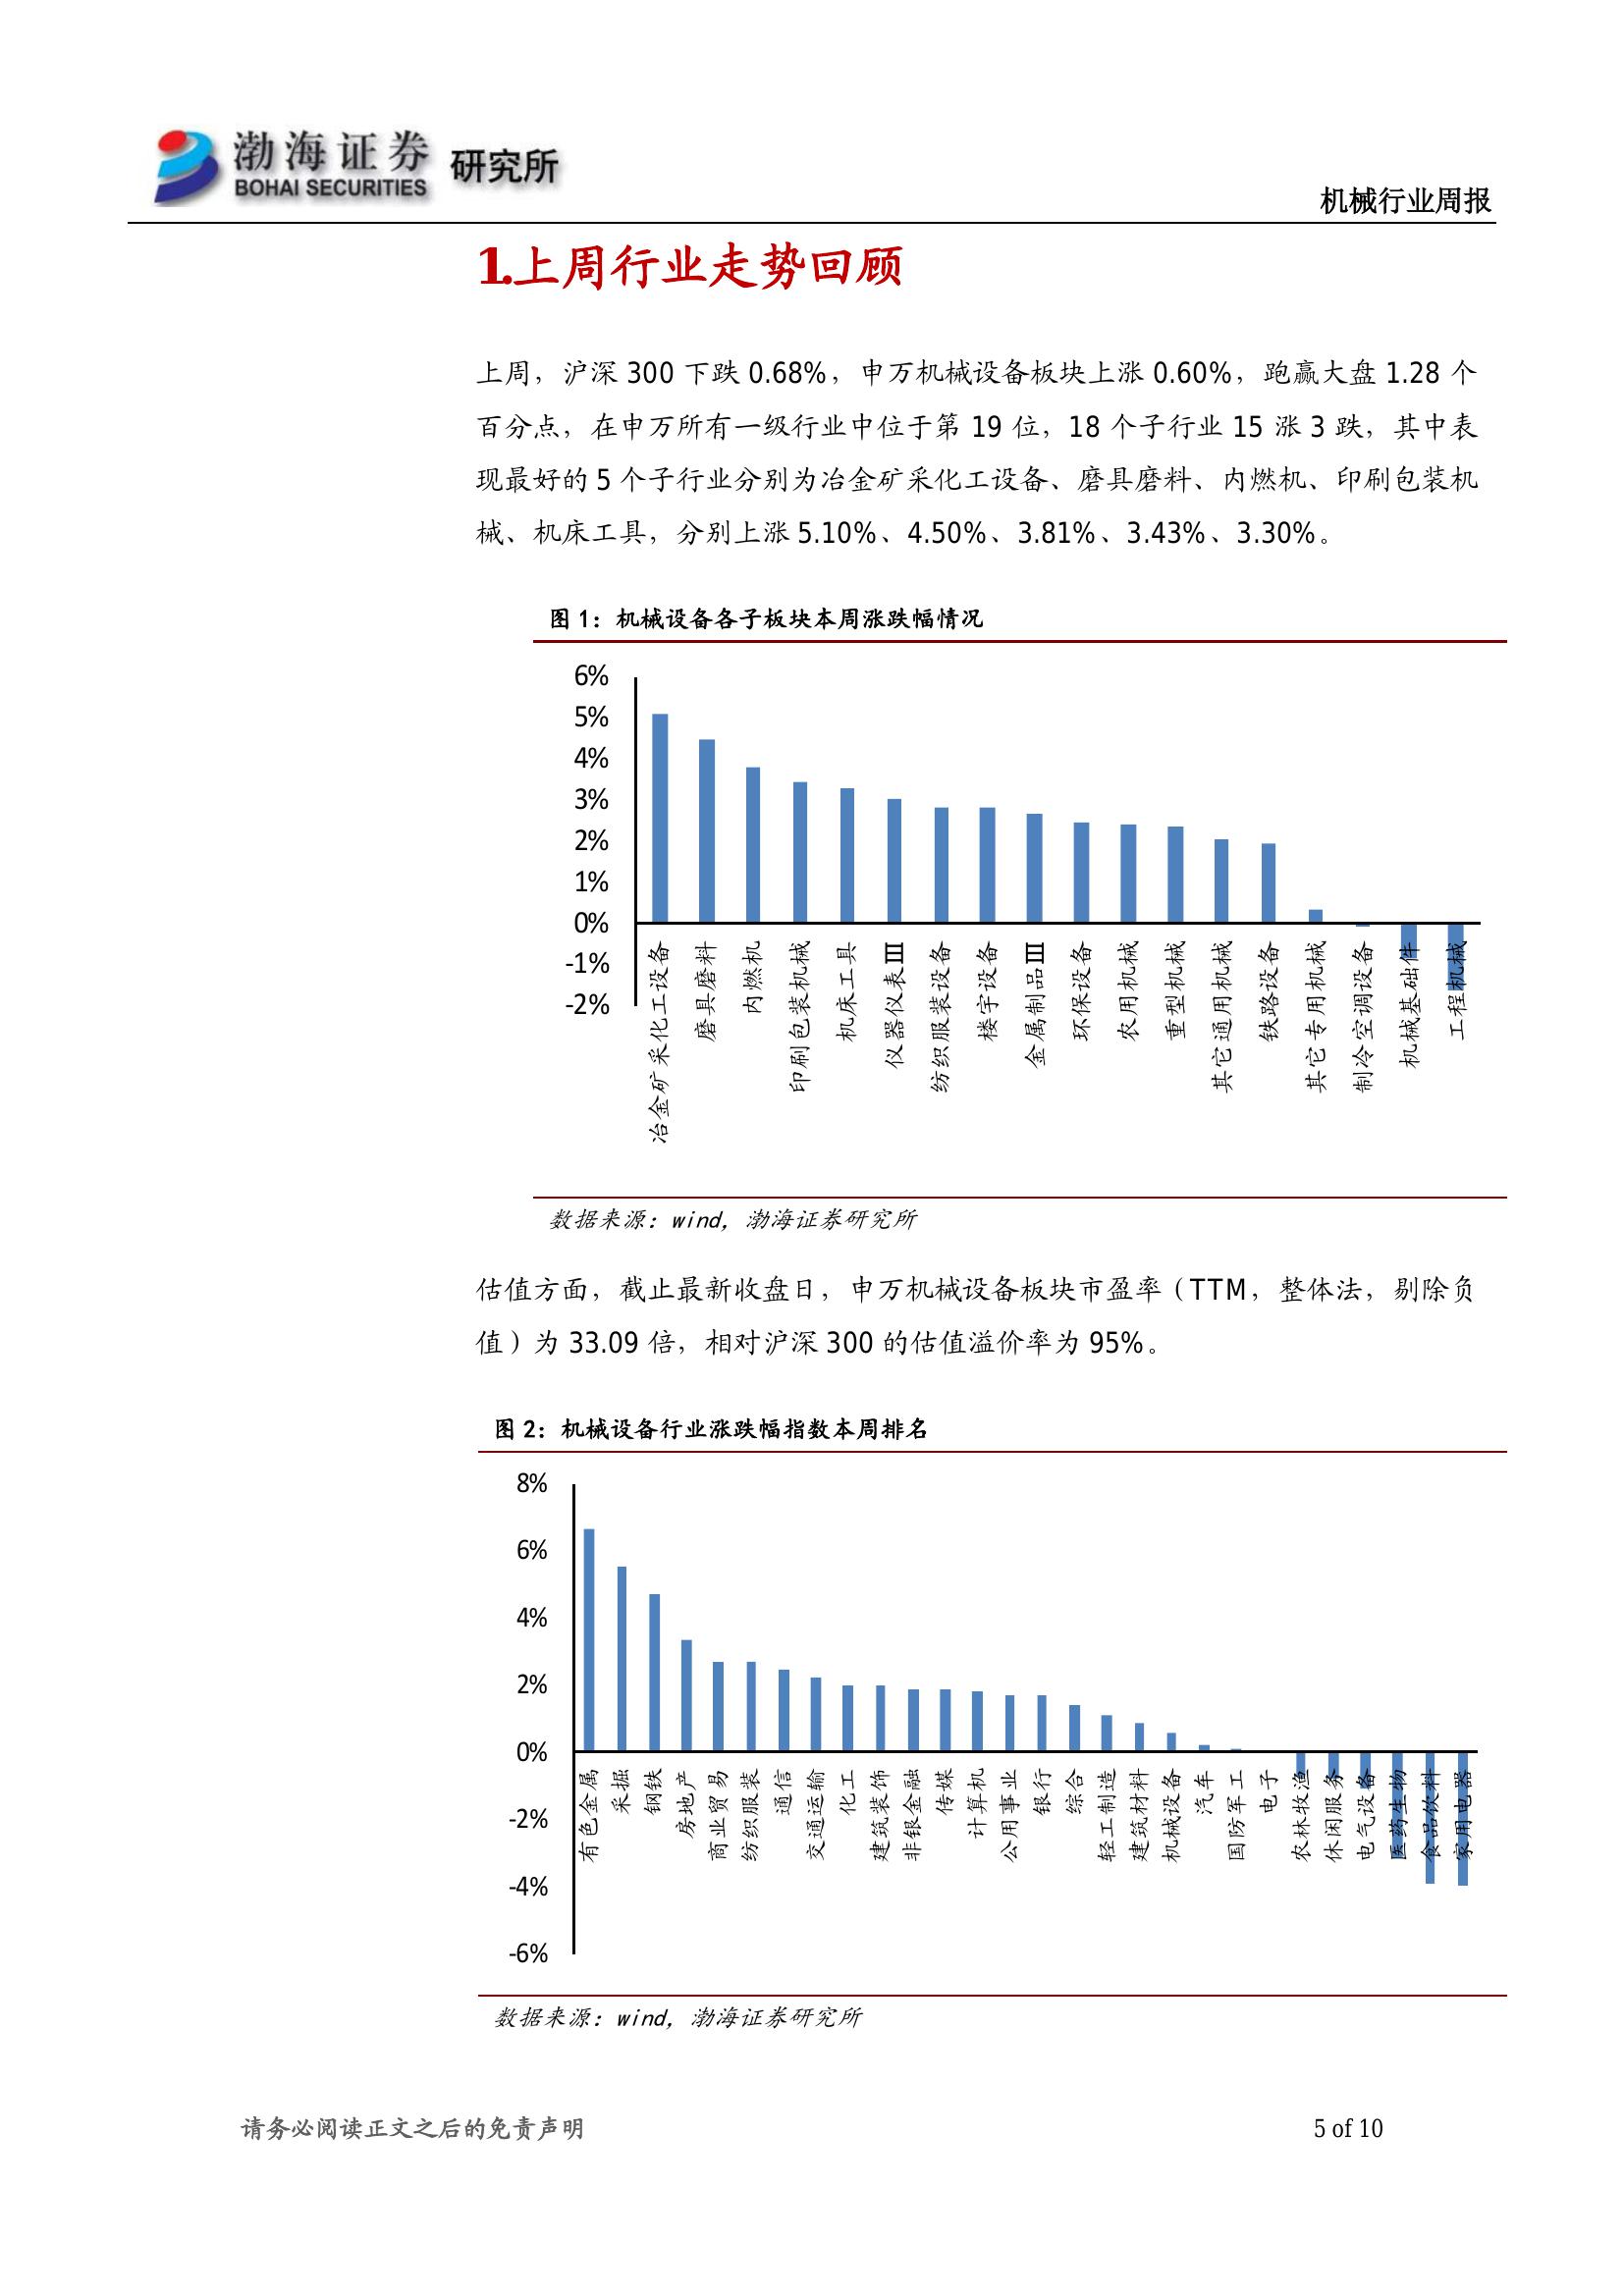 渤海证券 研究所
BOHAI SECURITIES
机械行业周报
1.上周行业走势回顾
上周，沪深 300 下跌 0.68%，申万机械设备板块上涨 0.60%，跑赢大盘 1.28 个
百分点，在申万所有一级行业中位于第 19 位，18 个子行业 15 涨 3 跌，其中表
现最好的 5 个子行业分别为冶金矿采化工设备、磨具磨料、内燃机、印刷包装机
械、机床工具，分别上涨 5.10%、4.50%、3.81%、3.43%、3.30%。
图 1：机械设备各子板块本周涨跌幅情况
6%
5%
4%
3%
2%
1%
0%
-1%
-2%
冶金矿采化工设备
磨具磨料
内燃机
印刷包装机械
机床工具
仪器仪表Ⅲ
纺织服装设备
楼宇设备
金属制品Ⅲ
环保设备
农用机械
重型机械
其它通用机械
铁路设备
其它专用机械
制冷空调设备
机械基础件
工程机械
数据来源：wind，渤海证券研究所
估值方面，截止最新收盘日，申万机械设备板块市盈率（TTM，整体法，剔除负
值）为 33.09 倍，相对沪深 300 的估值溢价率为 95%。
图 2：机械设备行业涨跌幅指数本周排名
8%
6%
4%
2%
0%
-2%
-4%
-6%
有色金属
采掘
钢铁
房地产
商业贸易
纺织服装
通信
交通运输
化工
建筑装饰
非银金融
传媒
计算机
公用事业
银行
综合
轻工制造
建筑材料
机械设备
汽车
国防军工
电子
农林牧渔
休闲服务
电气设备
医药生物
食品饮料
家用电器
数据来源：wind，渤海证券研究所
请务必阅读正文之后的免责声明
5 of 10